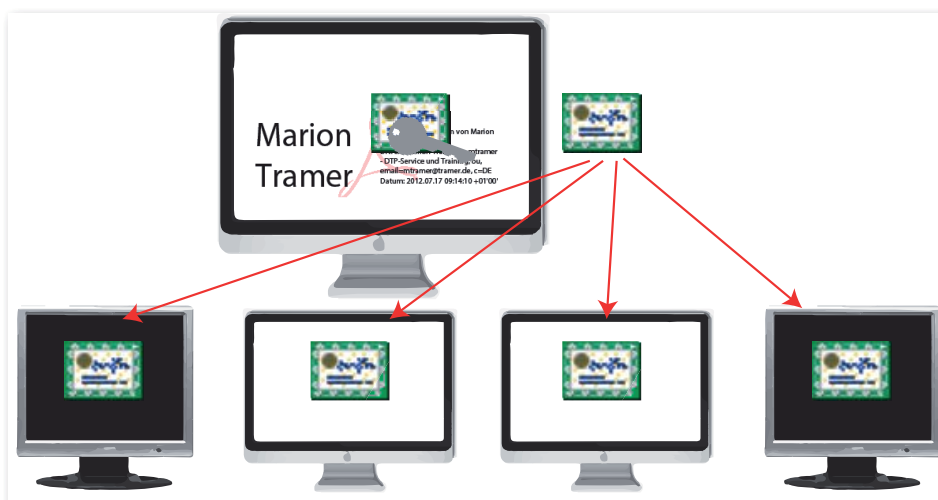 Marion
Tramer
n von Marion
mtramer
- DTP-Service und Training, ou,
email=mtramer@tramer.de, c=DE
Datum: 2012.07.17 09:14:10 +01'00'